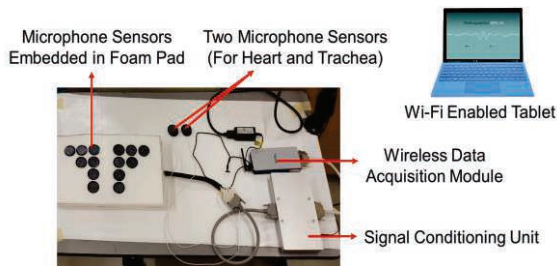 Microphone Sensors
Embedded in Foam Pad
Two Microphone Sensors
(For Heart and Trachea)
Wi-Fi Enabled Tablet
Wireless Data
Acquisition Module
Signal Conditioning Unit